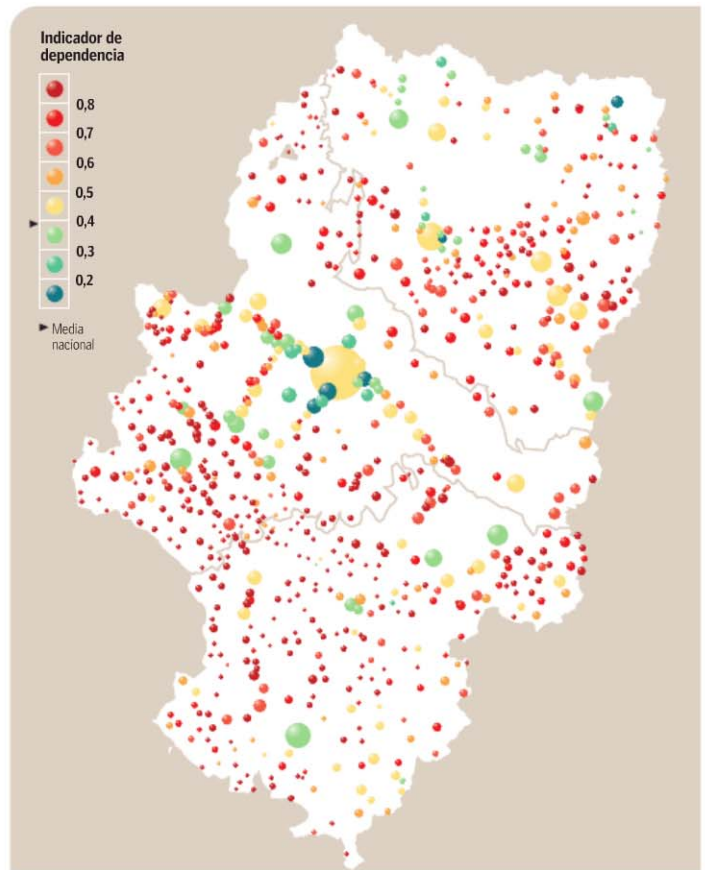 Indicador de
dependencia
0,8
0,7
0,6
0,5
0,4
0,3
0,2
Media
nacional